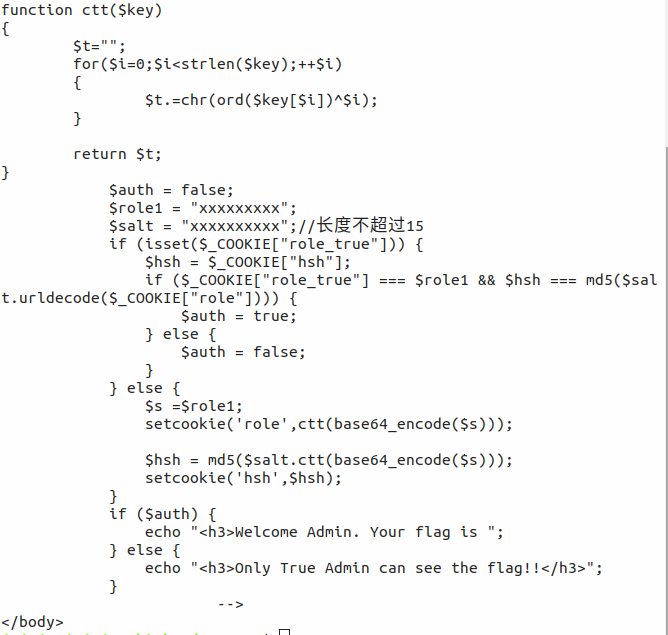 function ctt($key)
{
$t="";
for($i=0;$i<strlen($key);++$i)
{
$t.=chr(ord($key[$i])^$i);
}
return $t;
}
$auth = false;
$role1 = "xxxxxxxxx";
$salt = "xxxxxxxxxx";//长度不超过15
if (isset($_COOKIE["role_true"])) {
$hsh = $_COOKIE["hsh"];
if ($_COOKIE["role_true"] === $role1 && $hsh === md5($sal
t.urldecode($_COOKIE["role"]))) {
$auth = true;
} else {
$auth = false;
}
} else {
$s =$role1;
setcookie('role',ctt(base64_encode($s)));
$hsh = md5($salt.ctt(base64_encode($s)));
setcookie('hsh',$hsh);
}
if ($auth) {
echo "<h3>Welcome Admin. Your flag is ";
} else {
echo "<h3>Only True Admin can see the flag!!</h3>";
}
-->
</body>